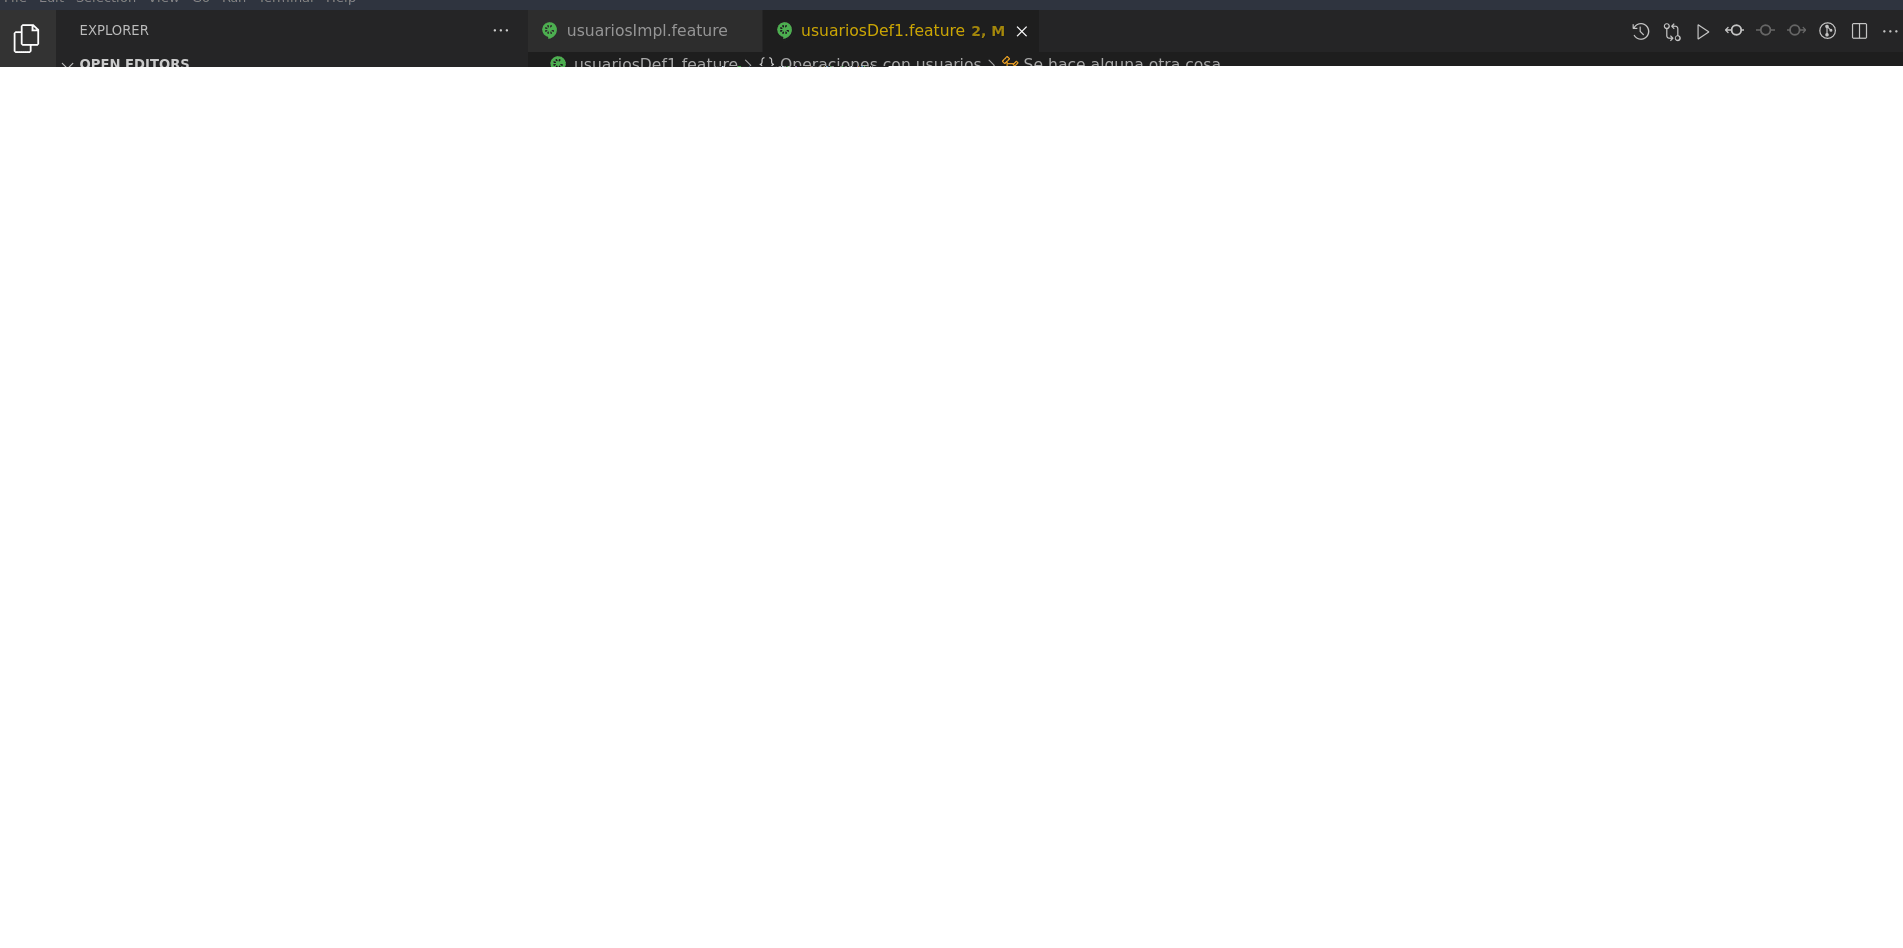 File Edit Selection View Go Run Terminal Help
EXPLORER
usuariosImpl.feature
usuariosDef1.feature 2, M
OPEN EDITORS
usuariosDef1.feature > {} Operaciones con usuarios > Se hace alguna otra cosa